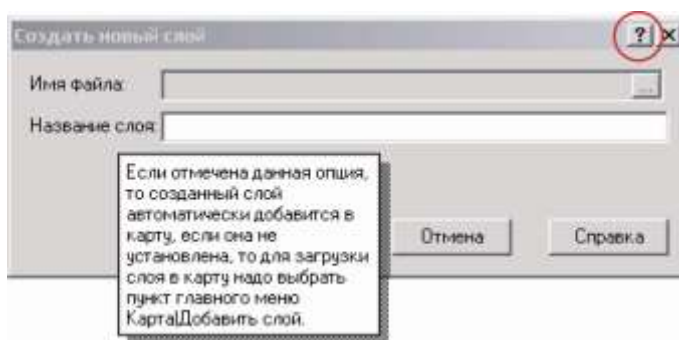 Создать новый слой
?
Имя файла:
...
Название слоя:
Если отмечена данная опция,
то созданный слой
автоматически добавится в
карту, если она не
установлена, то для загрузки
слоя в карту надо выбрать
пункт главного меню
Карта|Добавить слой.
Отмена
Справка